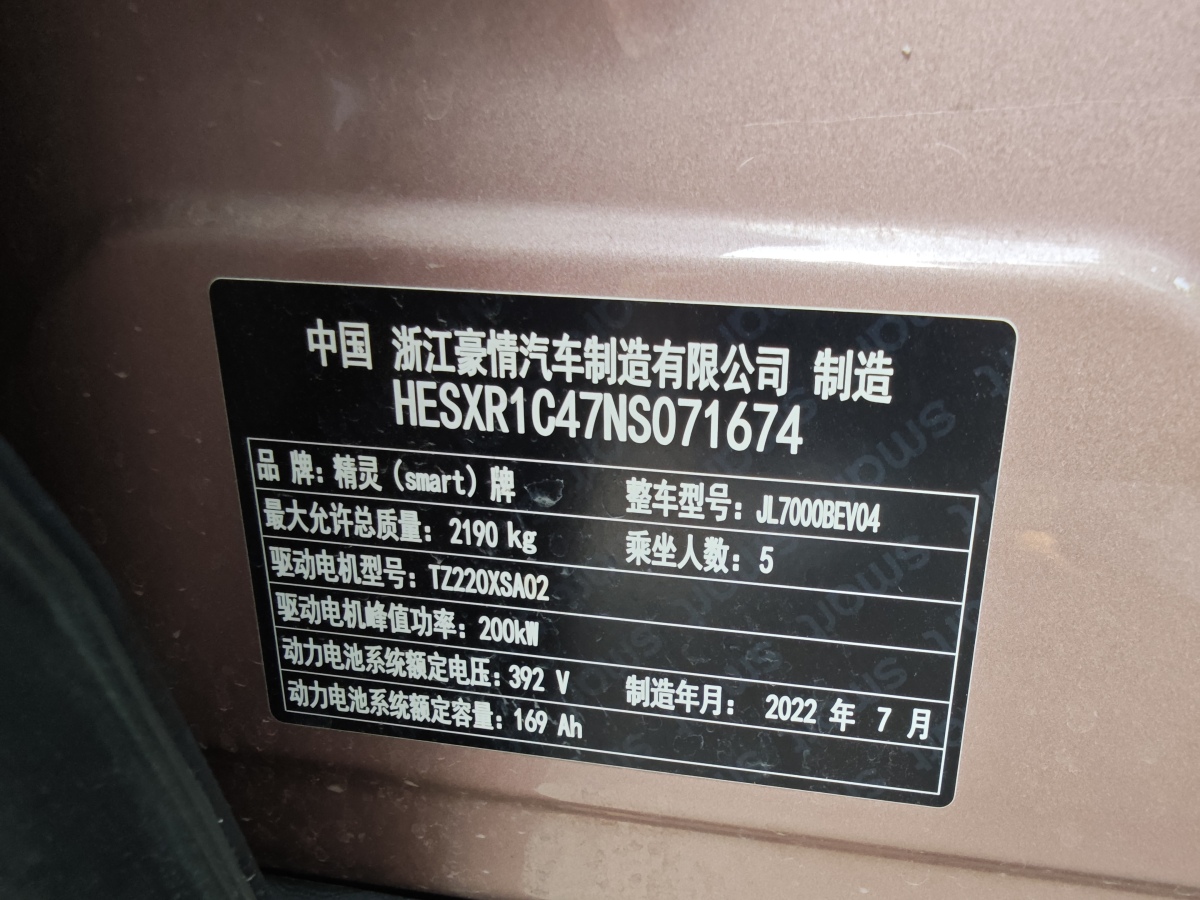 中国 浙江豪情汽车制造有限公司 制造
HESXR1C47NS071674
品 牌：精灵（smart）牌 整车型号：JL7000BEV04
最大允许总质量：2190 kg 乘坐人数：5
驱动电机型号：TZ220XSA02
驱动电机峰值功率：200kW
动力电池系统额定电压：392 V 制造年月： 2022 年 7 月
动力电池系统额定容量：169 Ah